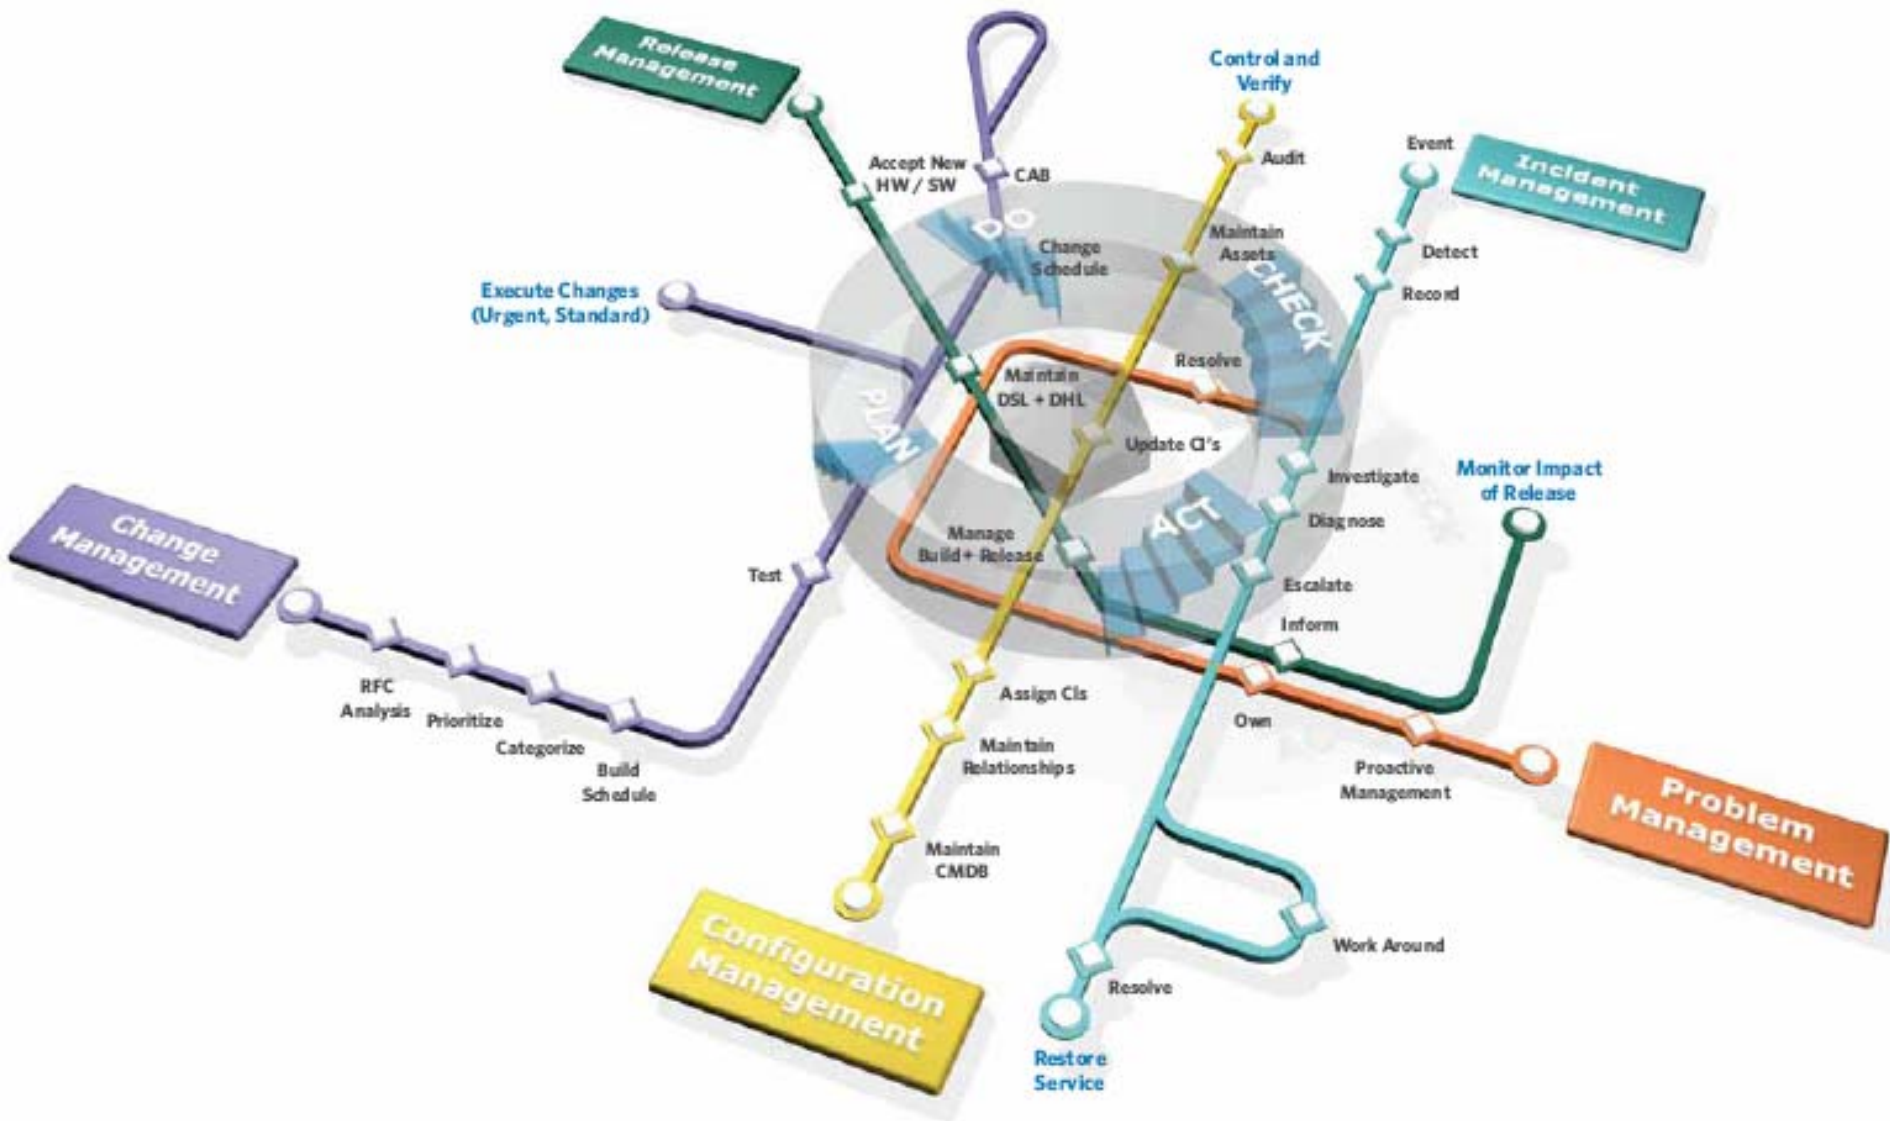 Release
Management
Control and
Verify
Event
Incident
Management
Accept New
HW / SW
CAB
Audit
DO
Change
Schedule
Maintain
Assets
CHECK
Detect
Record
Execute Changes
(Urgent, Standard)
PLAN
Maintain
DSL + DHL
Resolve
Update CI's
Investigate
Monitor Impact
of Release
Diagnose
ACT
Manage
Build + Release
Change
Management
Test
Escalate
Inform
RFC
Analysis
Prioritize
Categorize
Build
Schedule
Assign CIs
Maintain
Relationships
Own
Proactive
Management
Problem
Management
Maintain
CMDB
Configuration
Management
Work Around
Resolve
Restore
Service